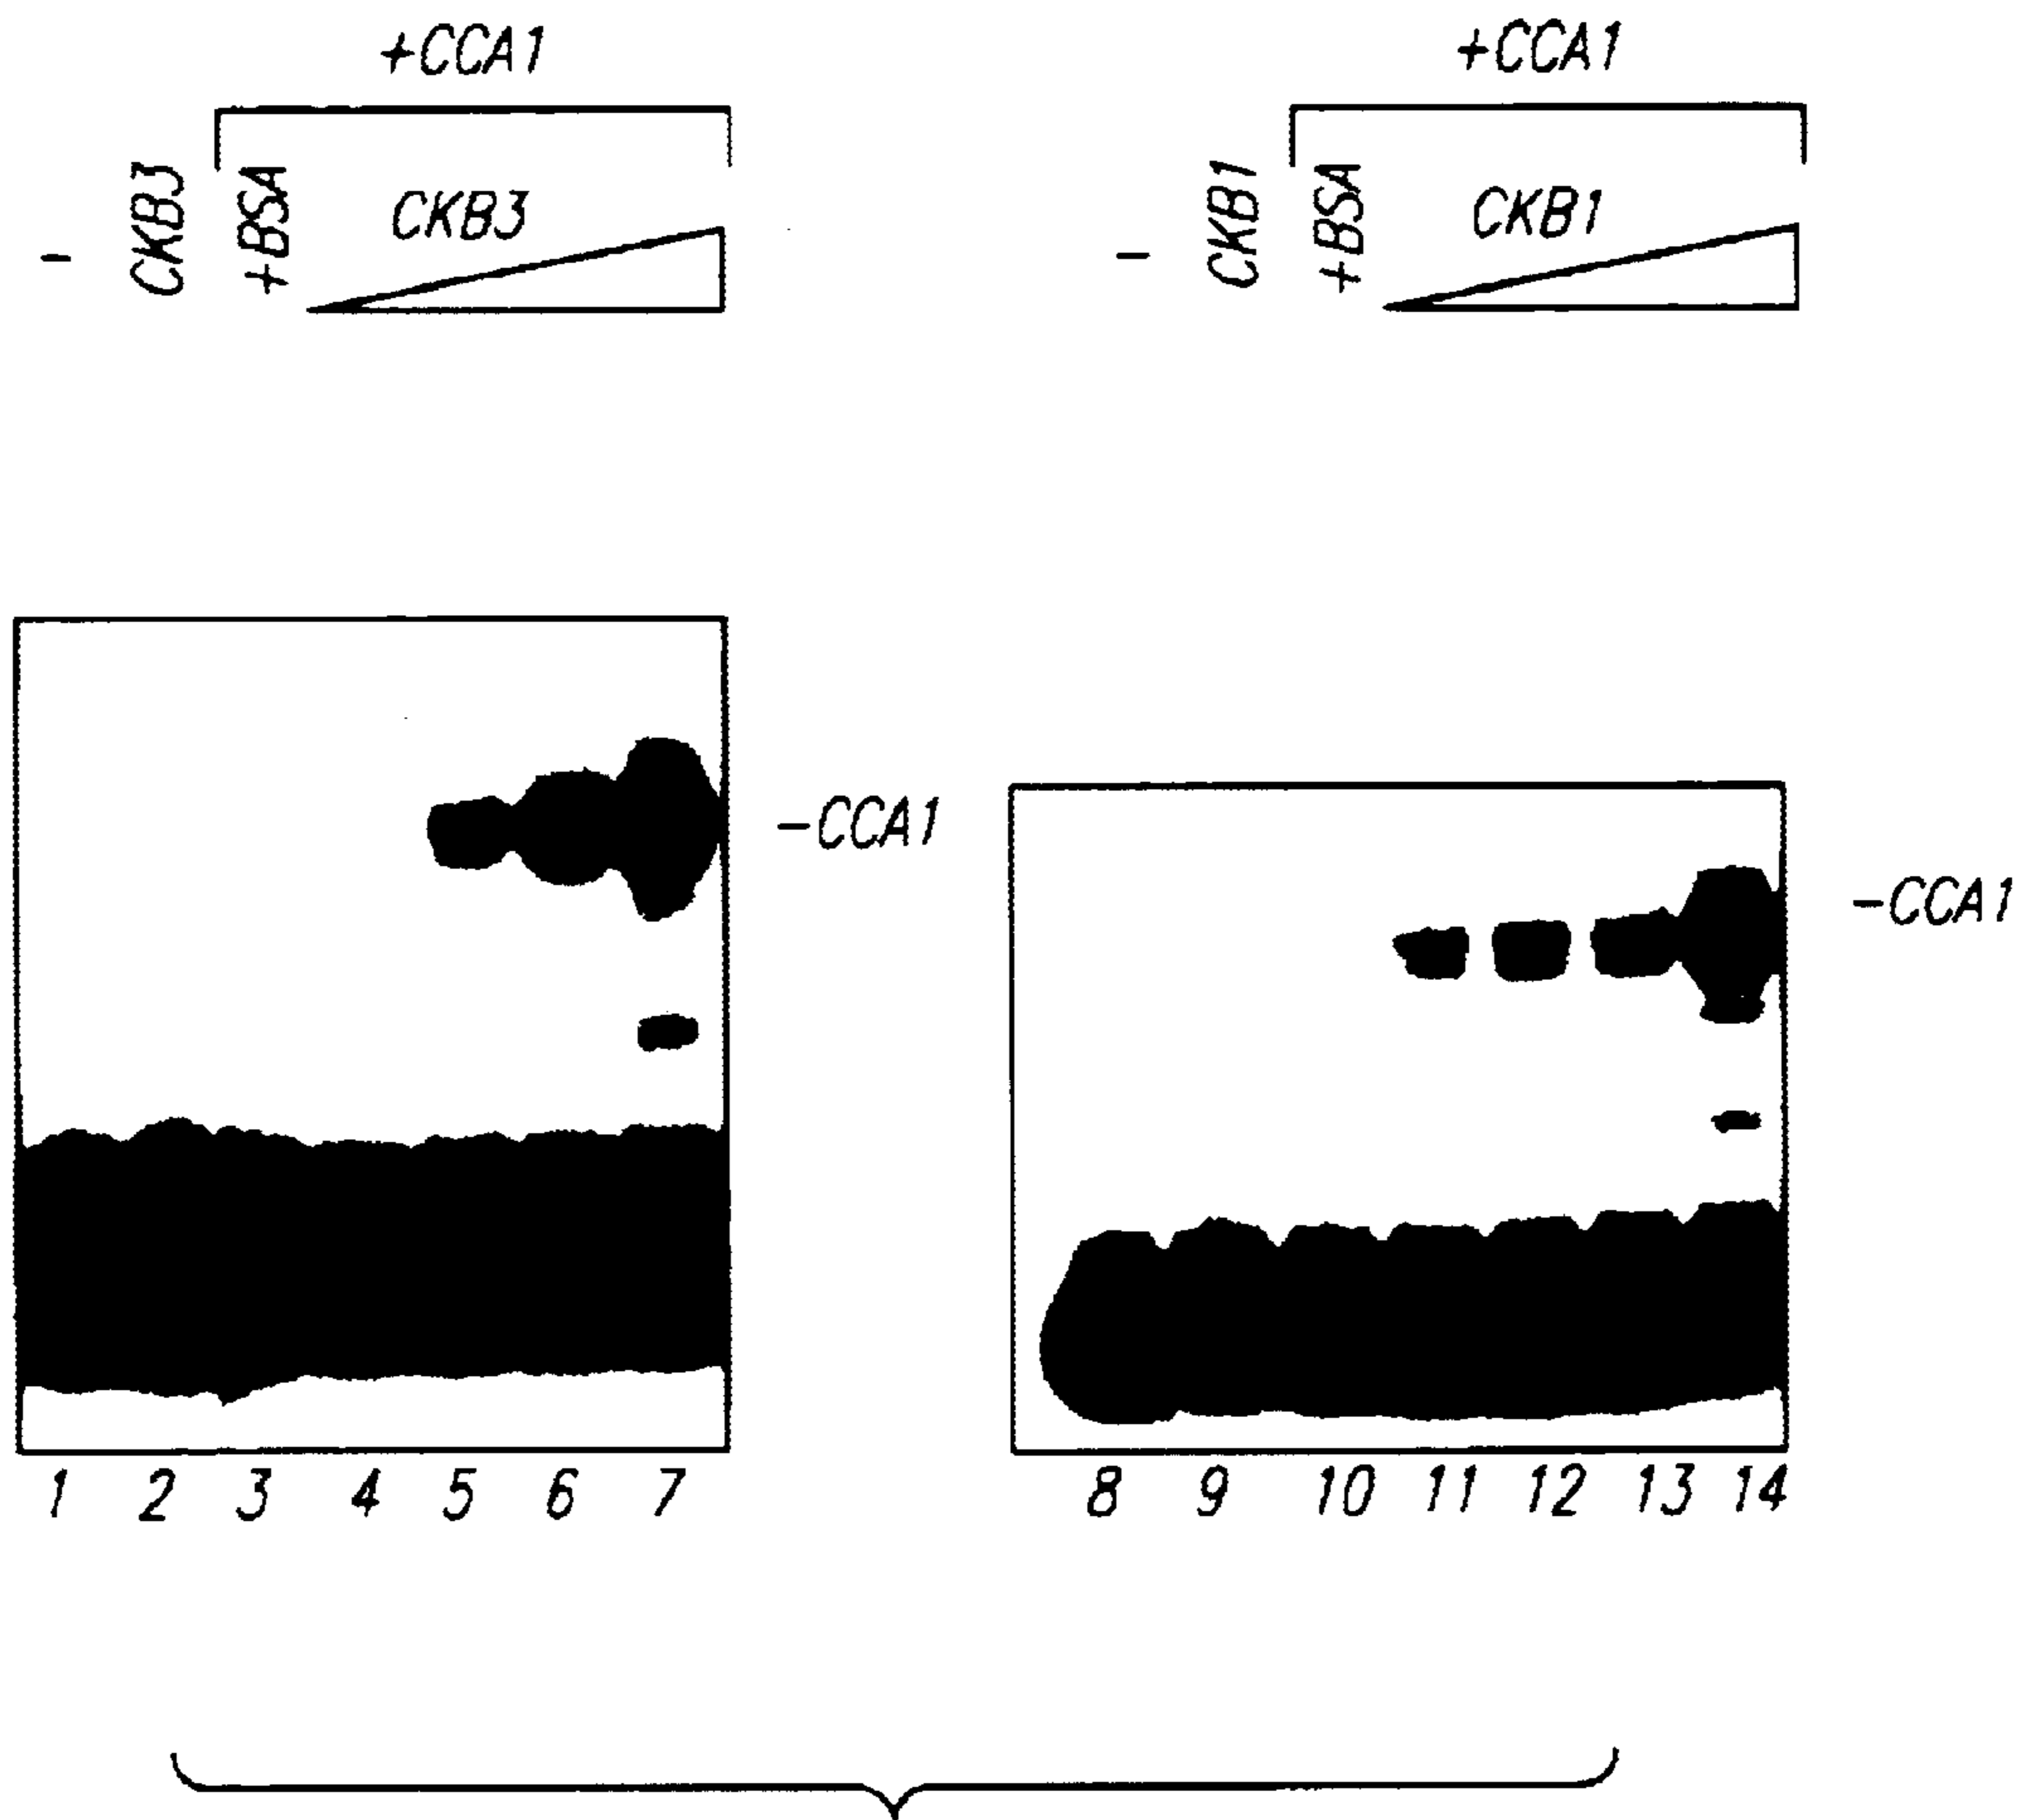 +CCA1
+CCA1
-
CKB3
+BSA
CKB3
-
CKB1
+BSA
CKB1
-CCA1
-CCA1
1 2 3 4 5 6 7
8 9 10 11 12 13 14